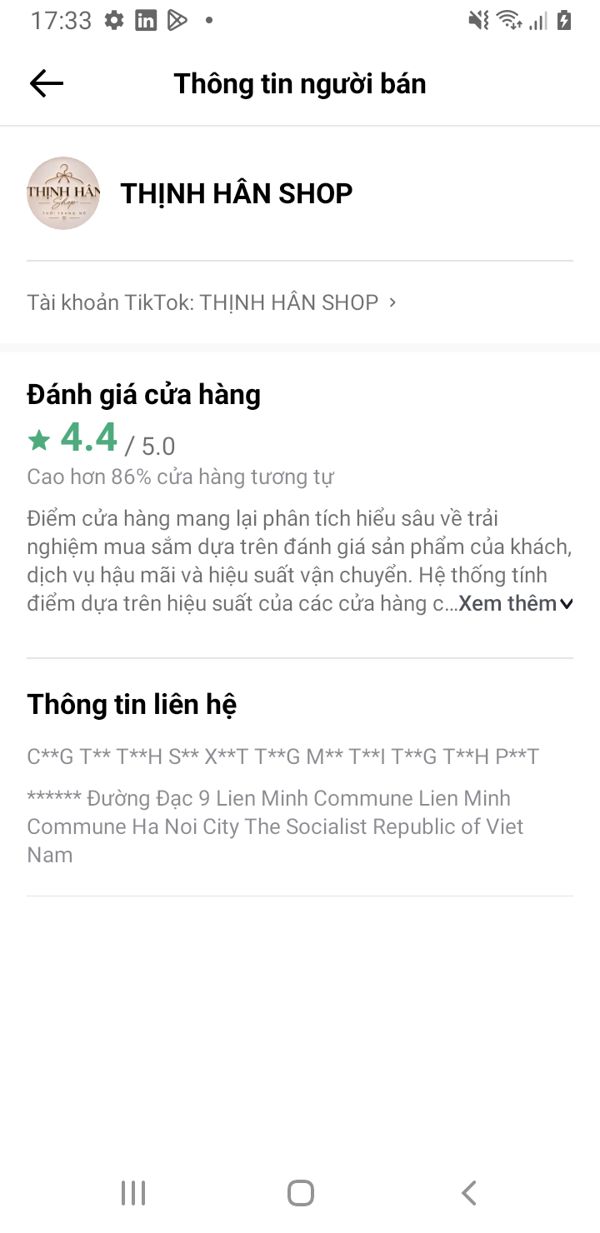 17:33
Thông tin người bán
THỊNH HÂN
Shop
THỊNH HÂN SHOP
Tài khoản TikTok: THỊNH HÂN SHOP >
Đánh giá cửa hàng
4.4 / 5.0
Cao hơn 86% cửa hàng tương tự
Điểm cửa hàng mang lại phân tích hiểu sâu về trải
nghiệm mua sắm dựa trên đánh giá sản phẩm của khách,
dịch vụ hậu mãi và hiệu suất vận chuyển. Hệ thống tính
điểm dựa trên hiệu suất của các cửa hàng c...Xem thêm
Thông tin liên hệ
C**G T** T**H S** X**T T**G M** T**I T**G T**H P**T
****** Đường Đạc 9 Lien Minh Commune Lien Minh
Commune Ha Noi City The Socialist Republic of Viet
Nam